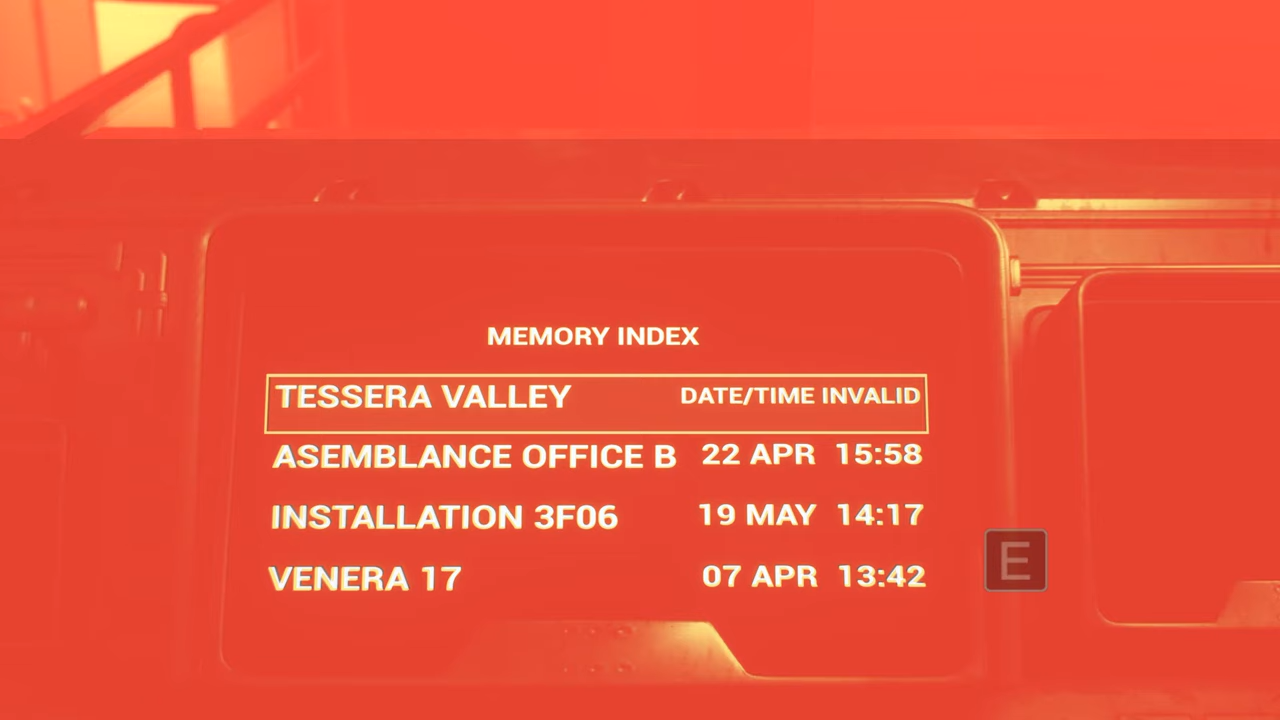 MEMORY INDEX
TESSERA VALLEY DATE/TIME INVALID
ASEMBLANCE OFFICE B 22 APR 15:58
INSTALLATION 3F06 19 MAY 14:17
VENERA 17 07 APR 13:42
E